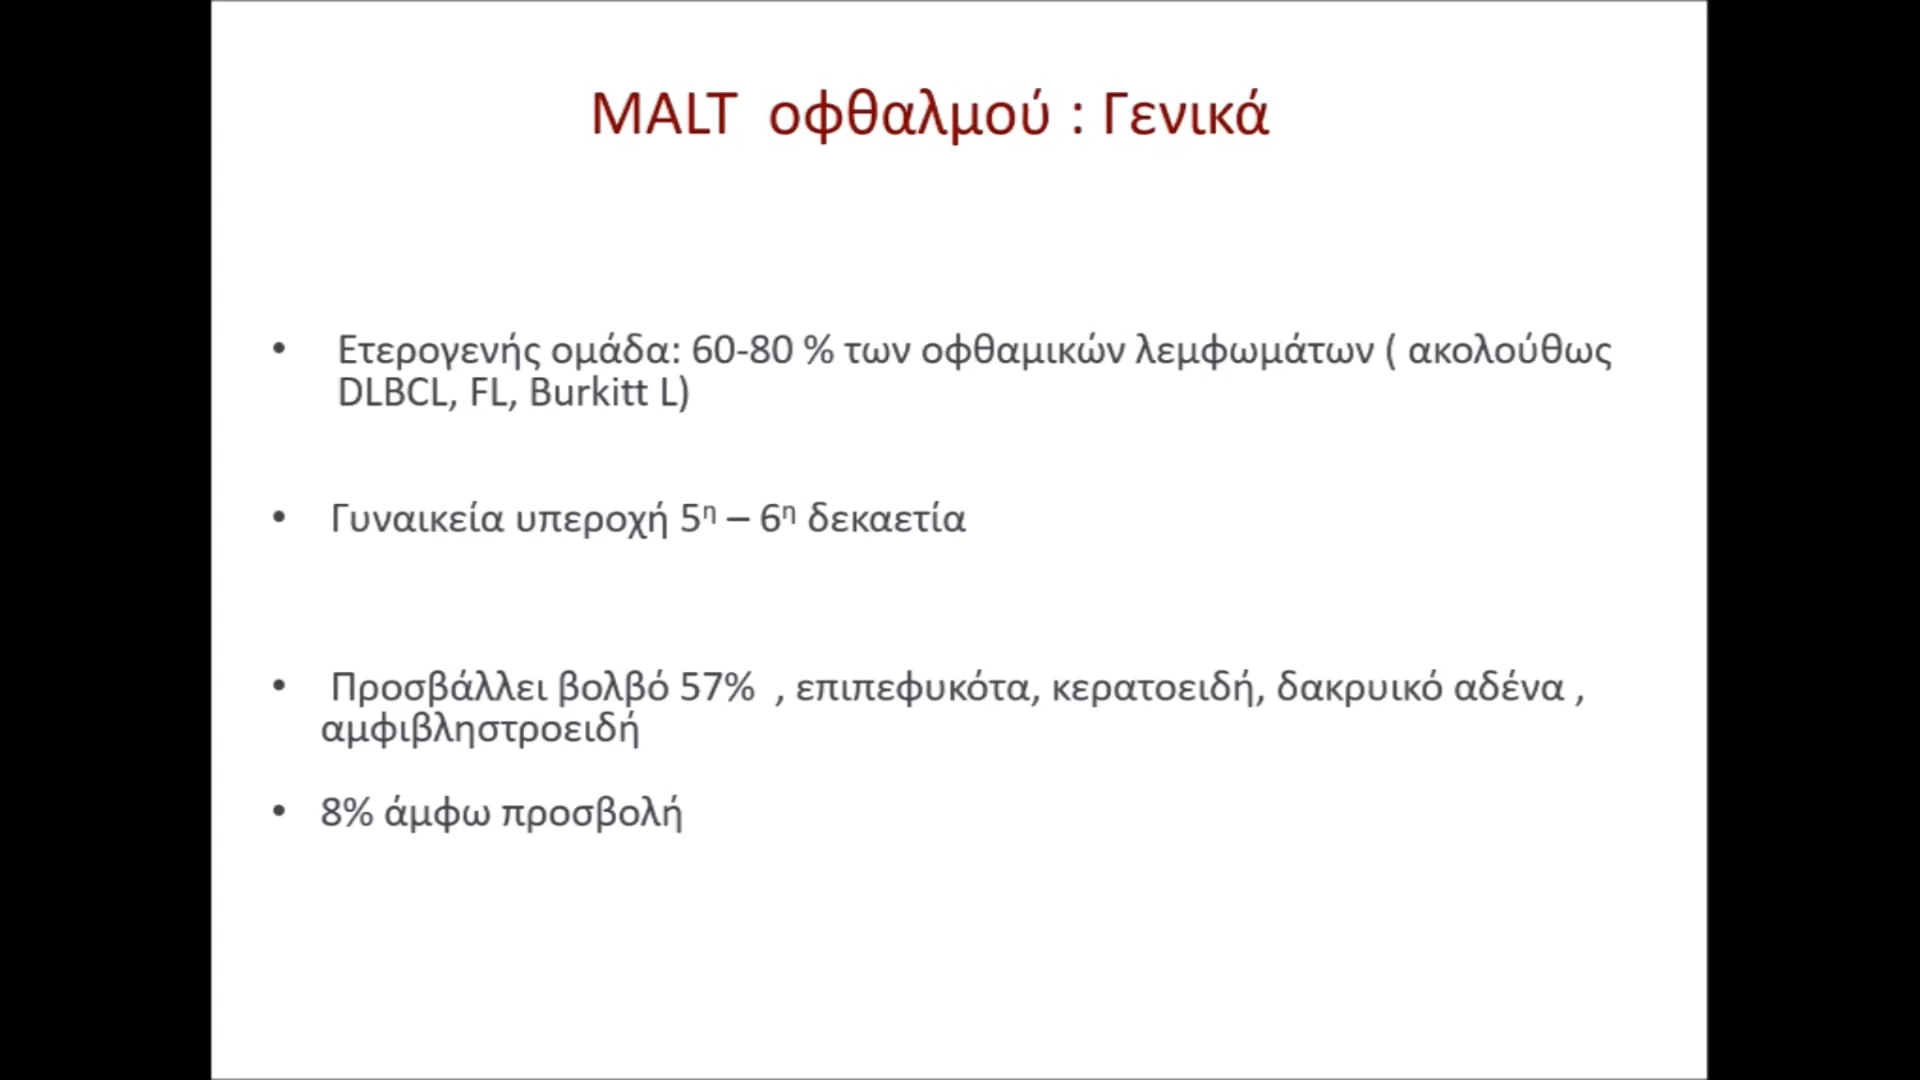 MALT οφθαλμού : Γενικά
• Ετερογενής ομάδα: 60-80 % των οφθαμικών λεμφωμάτων ( ακολούθως
DLBCL, FL, Burkitt L)
• Γυναικεία υπεροχή 5η – 6η δεκαετία
• Προσβάλλει βολβό 57% , επιπεφυκότα, κερατοειδή, δακρυικό αδένα ,
αμφιβληστροειδή
• 8% άμφω προσβολή